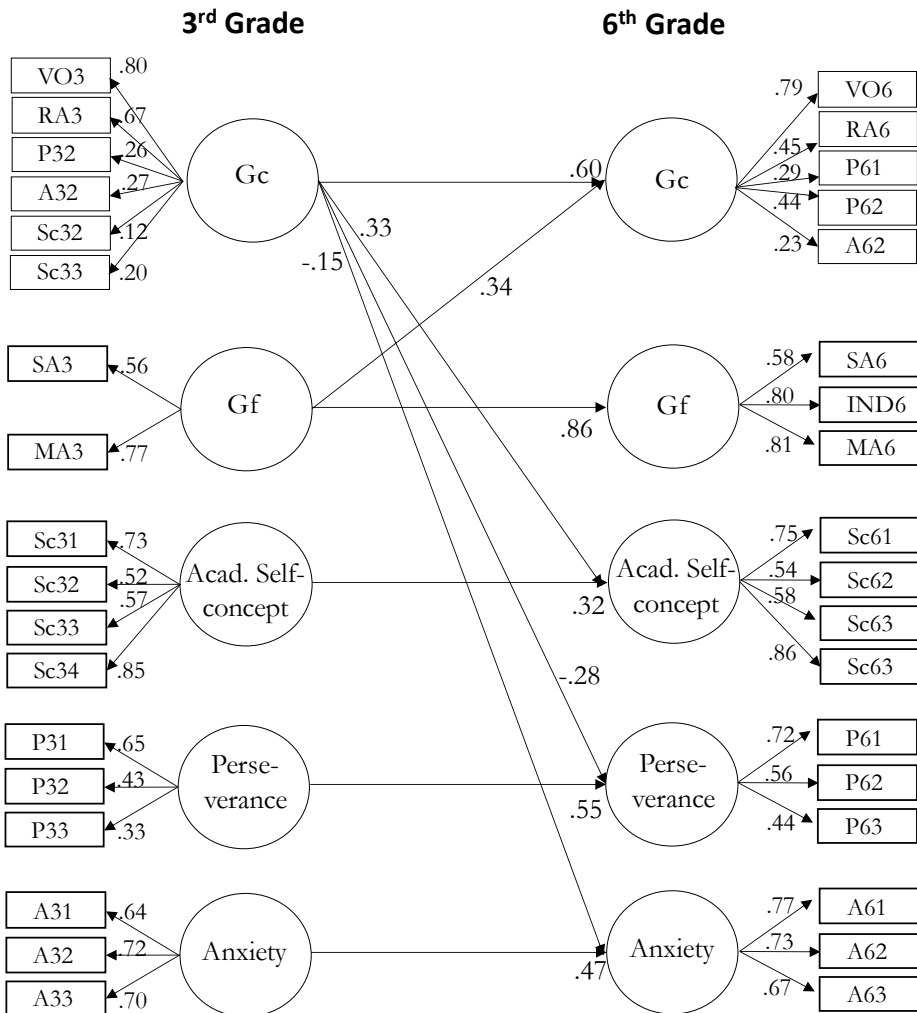 3rd Grade
6th Grade
VO3
.80
RA3
.67
P32
.26
A32
.27
Sc32
.12
Sc33
.20
Gc
.60
.33
-.15
.34
Gc
.79
VO6
.45
RA6
.29
P61
.44
P62
.23
A62
SA3
.56
MA3
.77
Gf
.86
Gf
.58
SA6
.80
IND6
.81
MA6
Sc31
.73
Sc32
.52
Sc33
.57
Sc34
.85
Acad. Self-
concept
.32
Acad. Self-
concept
.75
Sc61
.54
Sc62
.58
Sc63
.86
Sc63
-.28
P31
.65
P32
.43
P33
.33
Perse-
verance
.55
Perse-
verance
.72
P61
.56
P62
.44
P63
A31
.64
A32
.72
A33
.70
Anxiety
.47
Anxiety
.77
A61
.73
A62
.67
A63